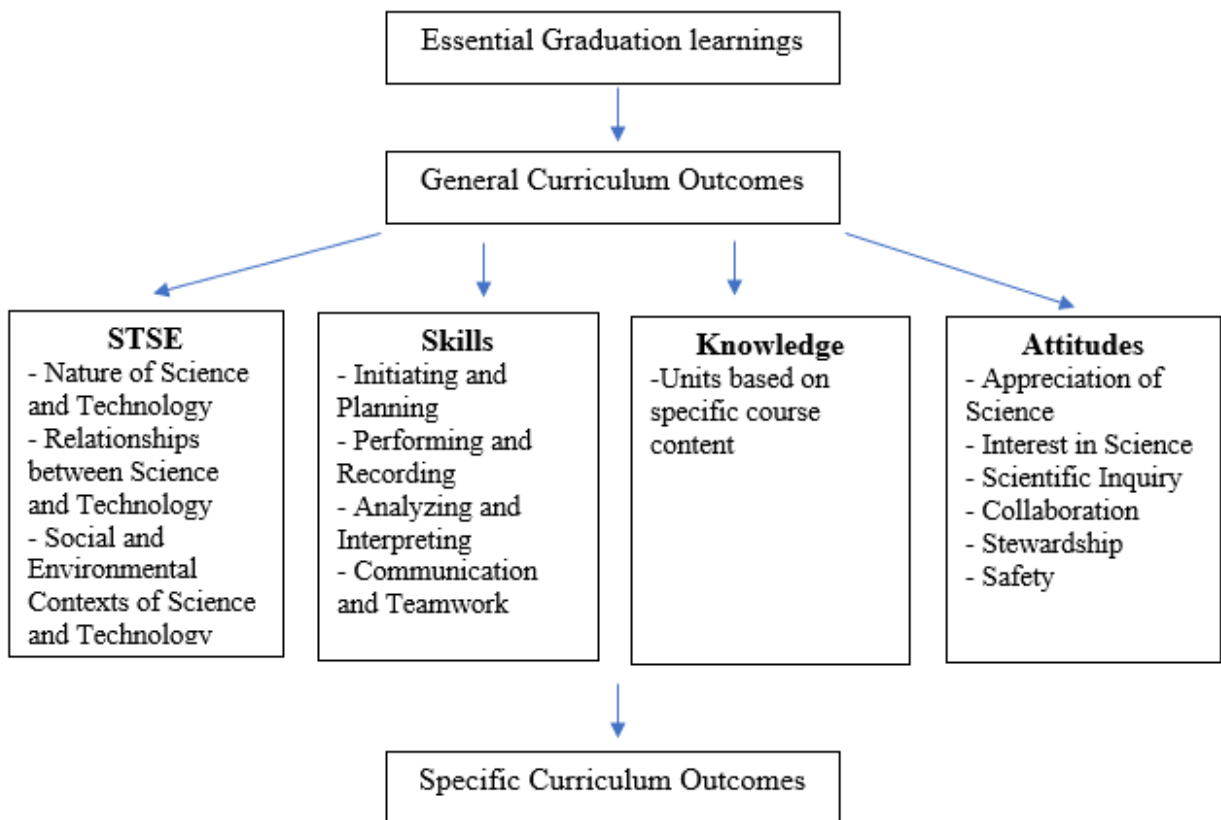 Essential Graduation learnings
General Curriculum Outcomes
STSE
- Nature of Science
and Technology
- Relationships
between Science
and Technology
- Social and
Environmental
Contexts of Science
and Technology
Skills
- Initiating and
Planning
- Performing and
Recording
- Analyzing and
Interpreting
- Communication
and Teamwork
Knowledge
-Units based on
specific course
content
Attitudes
- Appreciation of
Science
- Interest in Science
- Scientific Inquiry
- Collaboration
- Stewardship
- Safety
Specific Curriculum Outcomes